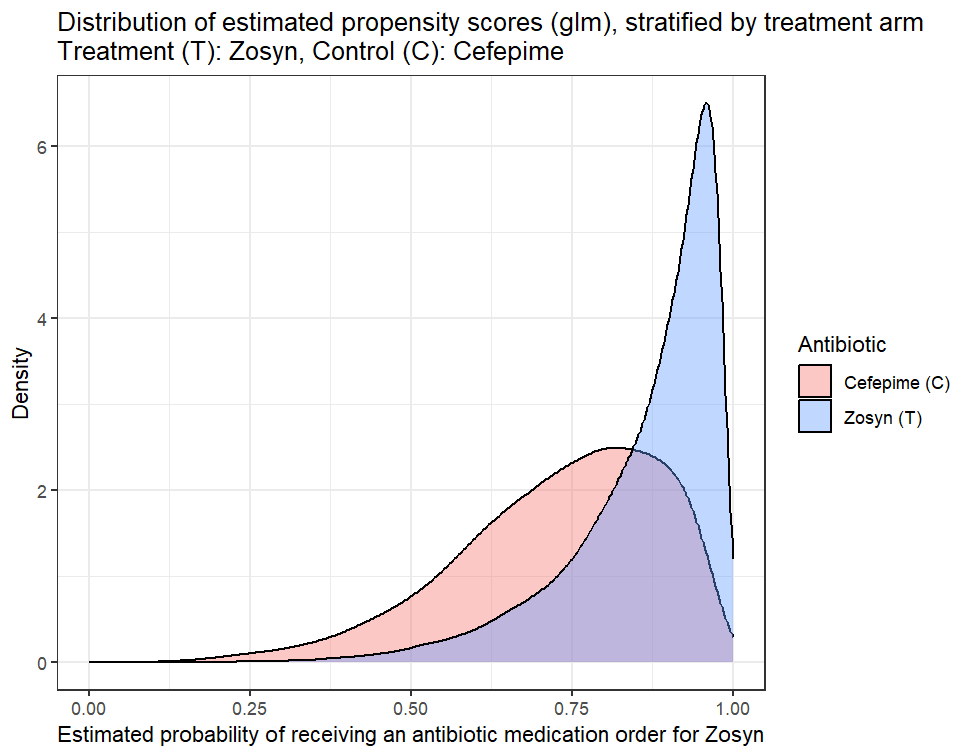 Distribution of estimated propensity scores (glm), stratified by treatment arm
Treatment (T): Zosyn, Control (C): Cefepime
6
4
2
0
Density
0.00 0.25 0.50 0.75 1.00
Estimated probability of receiving an antibiotic medication order for Zosyn
Antibiotic
Cefepime (C)
Zosyn (T)